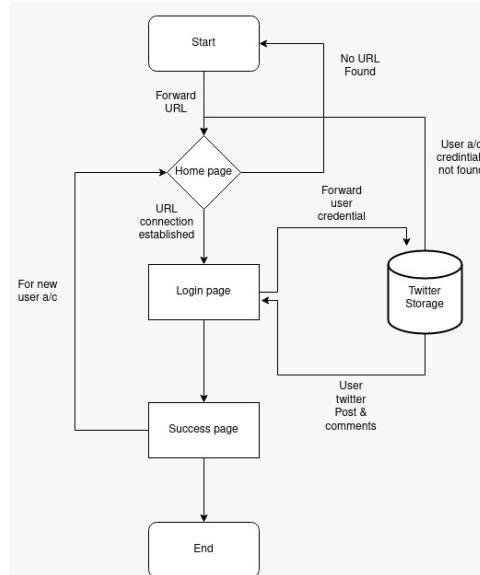 Start
No URL
Found
Forward
URL
User a/c
credintial
not found
Home page
Forward
user
credential
URL
connection
established
For new
user a/c
Login page
Twitter
Storage
User
twitter
Post &
comments
Success page
End